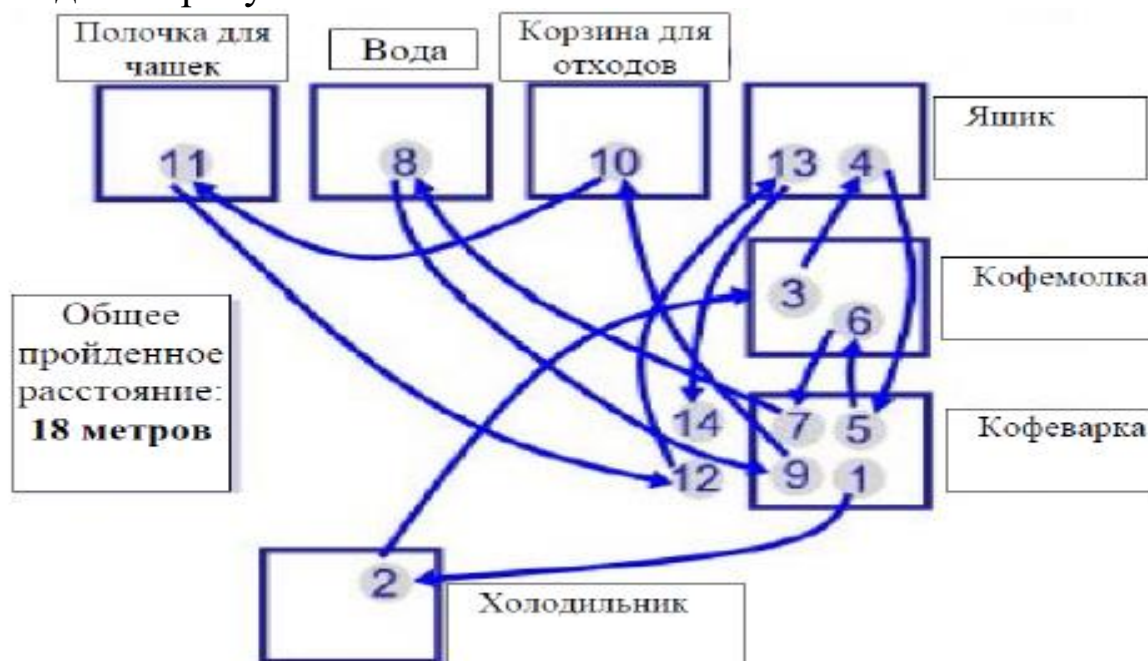 Полочка для
чашек
Вода
Корзина для
отходов
Ящик
11
8
10
13
4
Кофемолка
3
6
Общее
пройденное
расстояние:
18 метров
14
7
5
Кофеварка
12
9
1
2
Холодильник